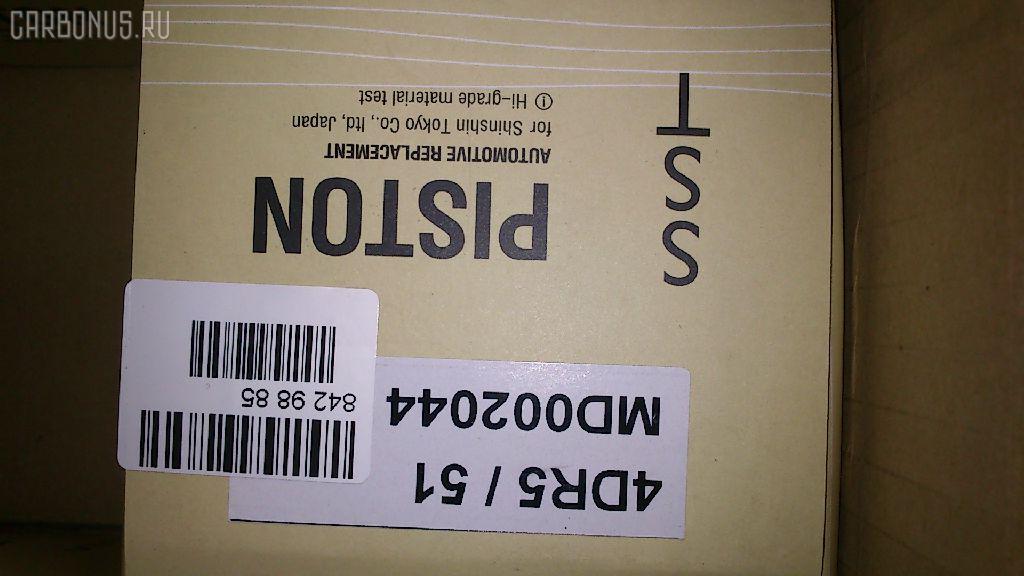 CARBONUS.RU
SST
PISTON
AUTOMOTIVE REPLACEMENT
for Shinshin Tokyo Co., ltd, Japan
ⓘ Hi-grade material test
4DR5 / 51
MD002044
842 98 85